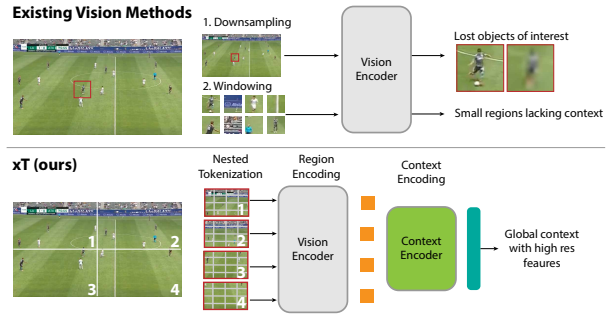 Existing Vision Methods
1. Downsampling
2. Windowing
Vision
Encoder
Lost objects of interest
Small regions lacking context
xT (ours)
Nested
Tokenization
Region
Encoding
Context
Encoding
1
2
3
4
1
2
3
4
Vision
Encoder
Context
Encoder
Global context
with high res
feaures